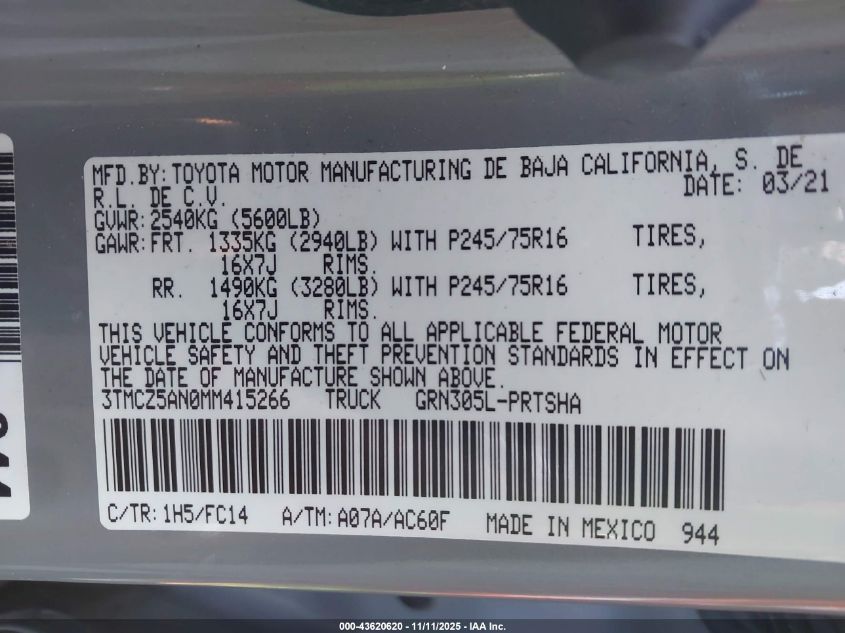 MFD.BY:TOYOTA MOTOR MANUFACTURING DE BAJA CALIFORNIA, S. DE
R.L. DE C.V. DATE: 03/21
GVWR:2540KG (5600LB)
GAWR:FRT. 1335KG (2940LB) WITH P245/75R16 TIRES,
16X7J RIMS.
RR. 1490KG (3280LB) WITH P245/75R16 TIRES,
16X7J RIMS.
THIS VEHICLE CONFORMS TO ALL APPLICABLE FEDERAL MOTOR
VEHICLE SAFETY AND THEFT PREVENTION STANDARDS IN EFFECT ON
THE DATE OF MANUFACTURE SHOWN ABOVE.
3TMCZ5AN0MM415266 TRUCK GRN305L-PRTSHA
C/TR:1H5/FC14 A/TM:A07A/AC60F MADE IN MEXICO 944
000-43620620 - 11/11/2025 - IAA Inc.